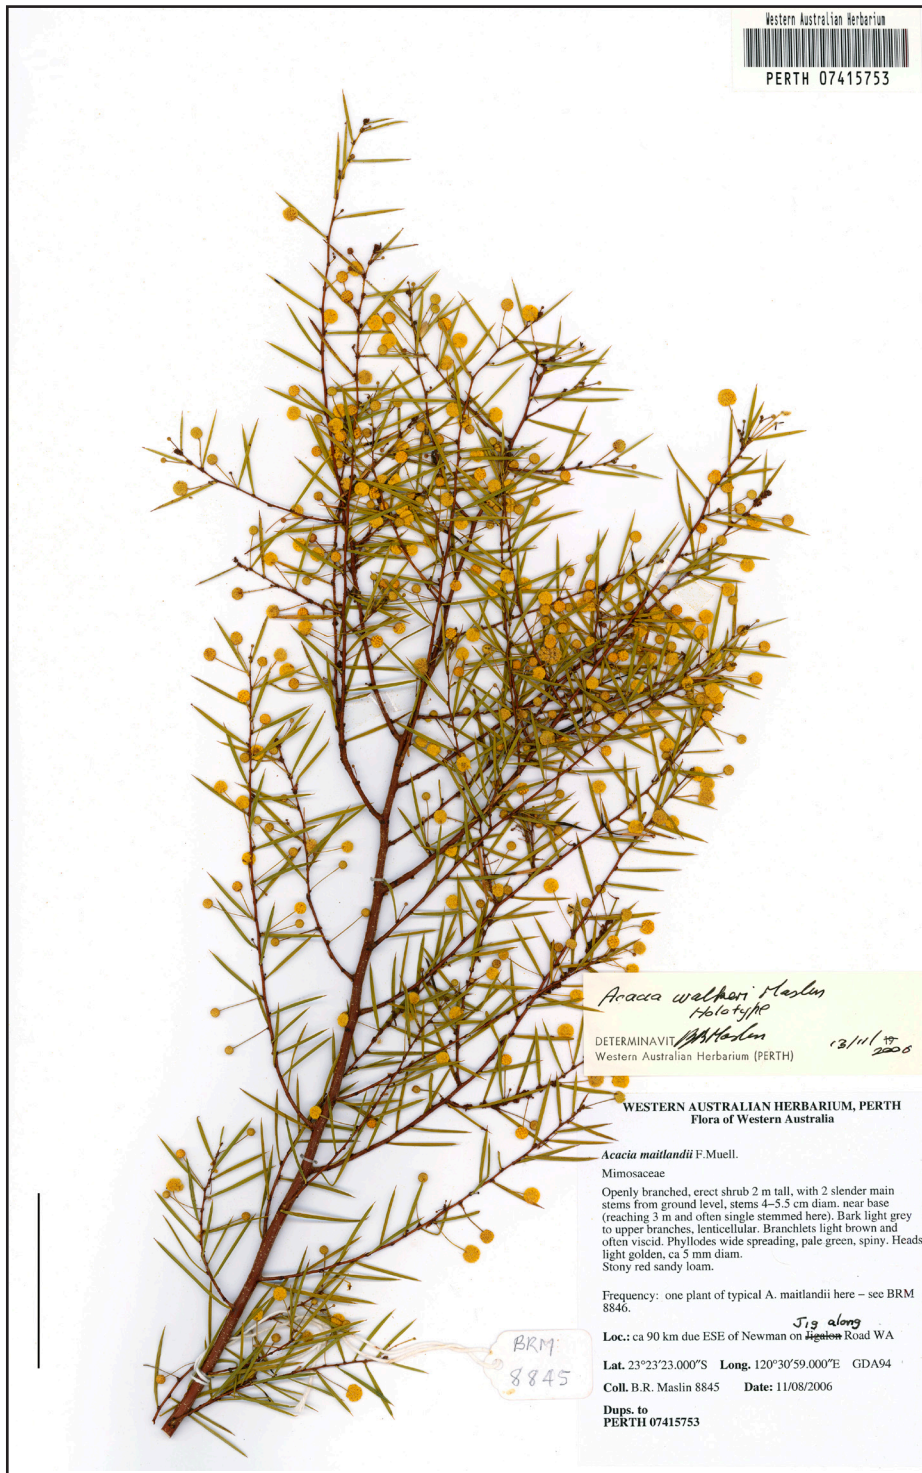 Western Australian Herbarium
PERTH 07415753
Acacia walkeri Maslin
Holotype
DETERMINAVIT BRMaslin 13/11/19 2006
Western Australian Herbarium (PERTH)
WESTERN AUSTRALIAN HERBARIUM, PERTH
Flora of Western Australia
Acacia maitlandii F.Muell.
Mimosaceae
Openly branched, erect shrub 2 m tall, with 2 slender main
stems from ground level, stems 4–5.5 cm diam. near base
(reaching 3 m and often single stemmed here). Bark light grey
to upper branches, lenticellular. Branchlets light brown and
often viscid. Phyllodes wide spreading, pale green, spiny. Heads
light golden, ca 5 mm diam.
Stony red sandy loam.
Frequency: one plant of typical A. maitlandii here – see BRM
8846.
Jig along
Loc.: ca 90 km due ESE of Newman on Jigalon Road WA
Lat. 23°23'23.000"S Long. 120°30'59.000"E GDA94
Coll. B.R. Maslin 8845 Date: 11/08/2006
Dups. to
PERTH 07415753
BRM
8845